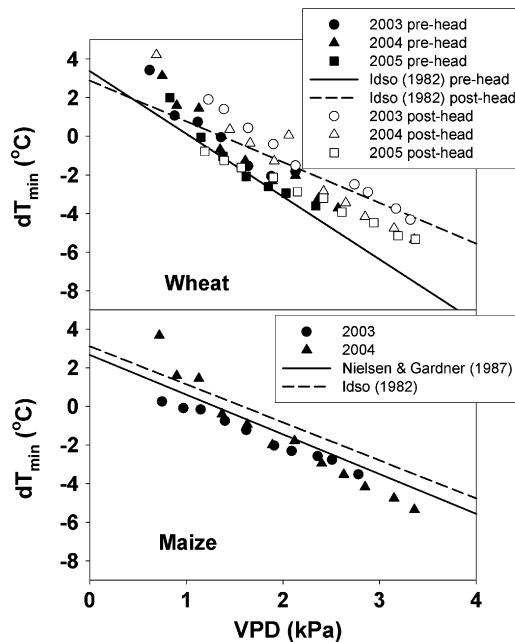 2003 pre-head
2004 pre-head
2005 pre-head
Idso (1982) pre-head
Idso (1982) post-head
2003 post-head
2004 post-head
2005 post-head
4
2
0
-2
-4
-6
-8
dTmin (oC)
Wheat
2003
2004
Nielsen & Gardner (1987)
Idso (1982)
4
2
0
-2
-4
-6
-8
dTmin (oC)
Maize
0 1 2 3 4
VPD (kPa)